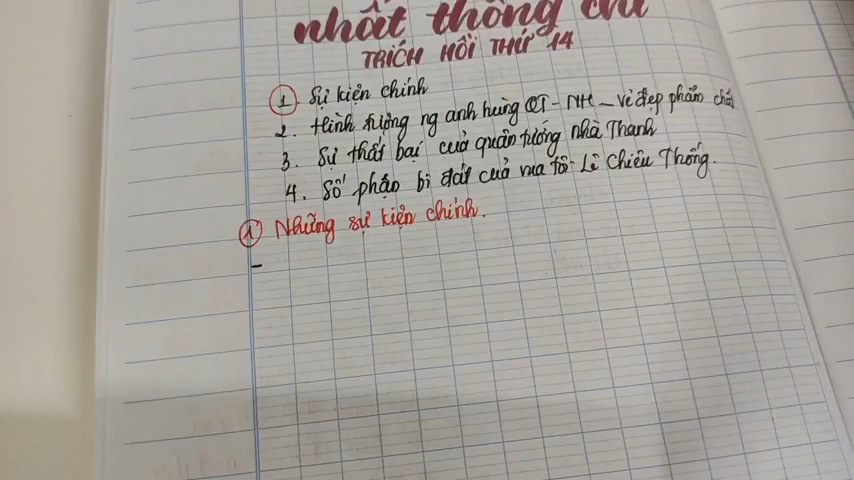 nhất thống chí
TRÍCH HỒI THỨ 14
1. Sự kiện chính
2. Hình tượng ng anh hùng QT - NH - vẻ đẹp phẩm chất
3. Sự thất bại của quân tướng nhà Thanh
4. Số phận bi đát của vua tôi Lê Chiêu Thống.
1 Những sự kiện chính.
-